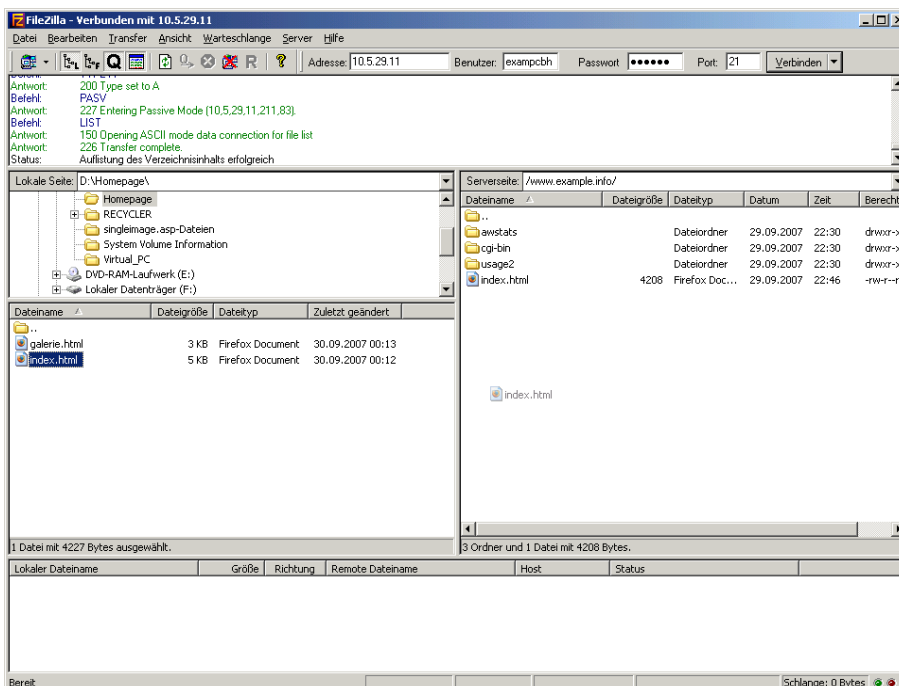 FileZilla - Verbunden mit 10.5.29.11
Datei Bearbeiten Transfer Ansicht Warteschlange Server Hilfe
Adresse: 10.5.29.11 Benutzer: exampcbh Passwort ●●●●●● Port: 21 Verbinden
Antwort: 200 Type set to A
Befehl: PASV
Antwort: 227 Entering Passive Mode (10,5,29,11,211,83).
Befehl: LIST
Antwort: 150 Opening ASCII mode data connection for file list
Antwort: 226 Transfer complete.
Status: Auflistung des Verzeichnisinhalts erfolgreich
Lokale Seite: D:\Homepage\
Homepage
RECYCLER
singleimage.asp-Dateien
System Volume Information
Virtual_PC
DVD-RAM-Laufwerk (E:)
Lokaler Datenträger (F:)
Dateiname Dateigröße Dateityp Zuletzt geändert
..
galerie.html 3 KB Firefox Document 30.09.2007 00:13
index.html 5 KB Firefox Document 30.09.2007 00:12
1 Datei mit 4227 Bytes ausgewählt.
Serverseite: /www.example.info/
Dateiname Dateigröße Dateityp Datum Zeit Berecht
..
awstats Dateiordner 29.09.2007 22:30 drwxr-x
cgi-bin Dateiordner 29.09.2007 22:30 drwxr-x
usage2 Dateiordner 29.09.2007 22:30 drwxr-x
index.html 4208 Firefox Doc... 29.09.2007 22:46 -rw-r--r
index.html
3 Ordner und 1 Datei mit 4208 Bytes.
Lokaler Dateiname Größe Richtung Remote Dateiname Host Status
Bereit Schlange: 0 Bytes